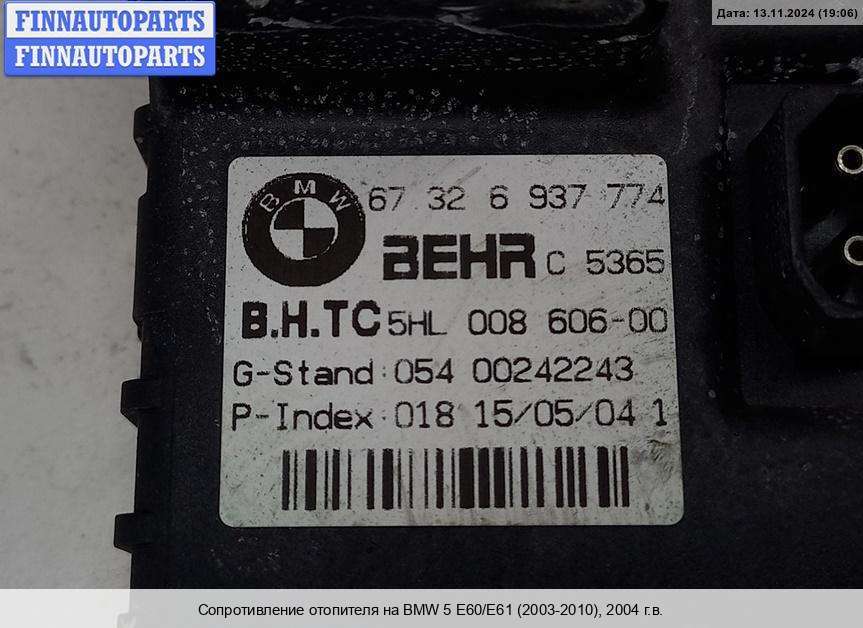 FINNAUTOPARTS
FINNAUTOPARTS
Дата: 13.11.2024 (19:06)
BMW
67 32 6 937 774
BEHR C 5365
B.H.TC 5HL 008 606-00
G-Stand:054 00242243
P-Index:018 15/05/04 1
Сопротивление отопителя на BMW 5 E60/E61 (2003-2010), 2004 г.в.